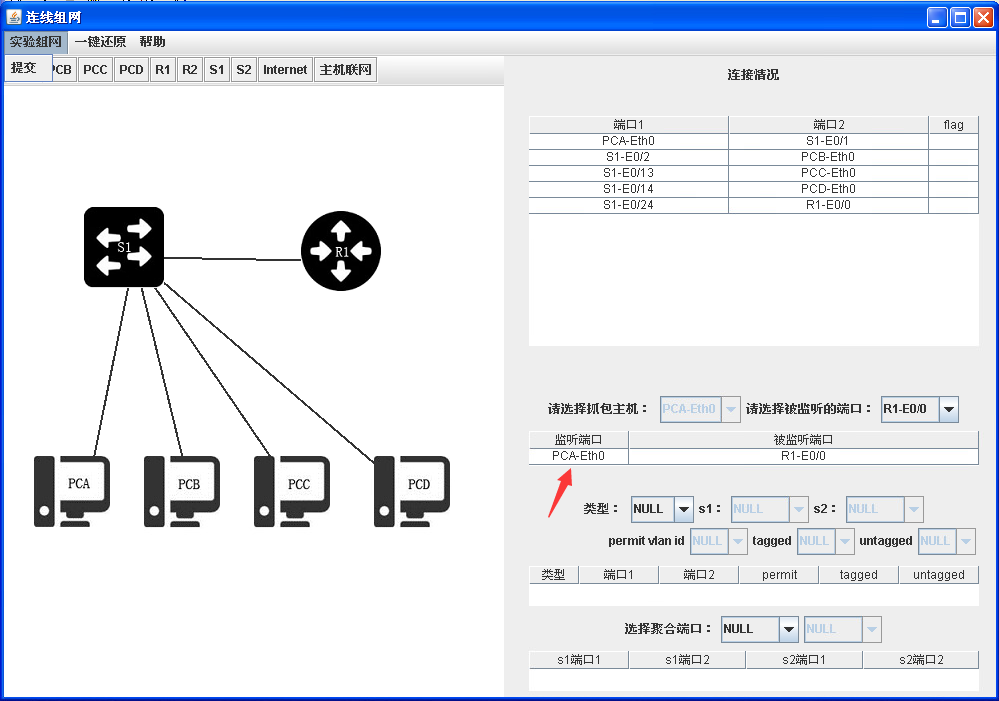 连线组网
实验组网 一键还原 帮助
提交 PCB PCC PCD R1 R2 S1 S2 Internet 主机联网
连接情况
端口1 端口2 flag
PCA-Eth0 S1-E0/1
S1-E0/2 PCB-Eth0
S1-E0/13 PCC-Eth0
S1-E0/14 PCD-Eth0
S1-E0/24 R1-E0/0
S1 R1
PCA PCB PCC PCD
请选择抓包主机： PCA-Eth0 请选择被监听的端口： R1-E0/0
监听端口 被监听端口
PCA-Eth0 R1-E0/0
类型： NULL s1： NULL s2： NULL
permit vlan id NULL tagged NULL untagged NULL
类型 端口1 端口2 permit tagged untagged
选择聚合端口： NULL NULL
s1端口1 s1端口2 s2端口1 s2端口2